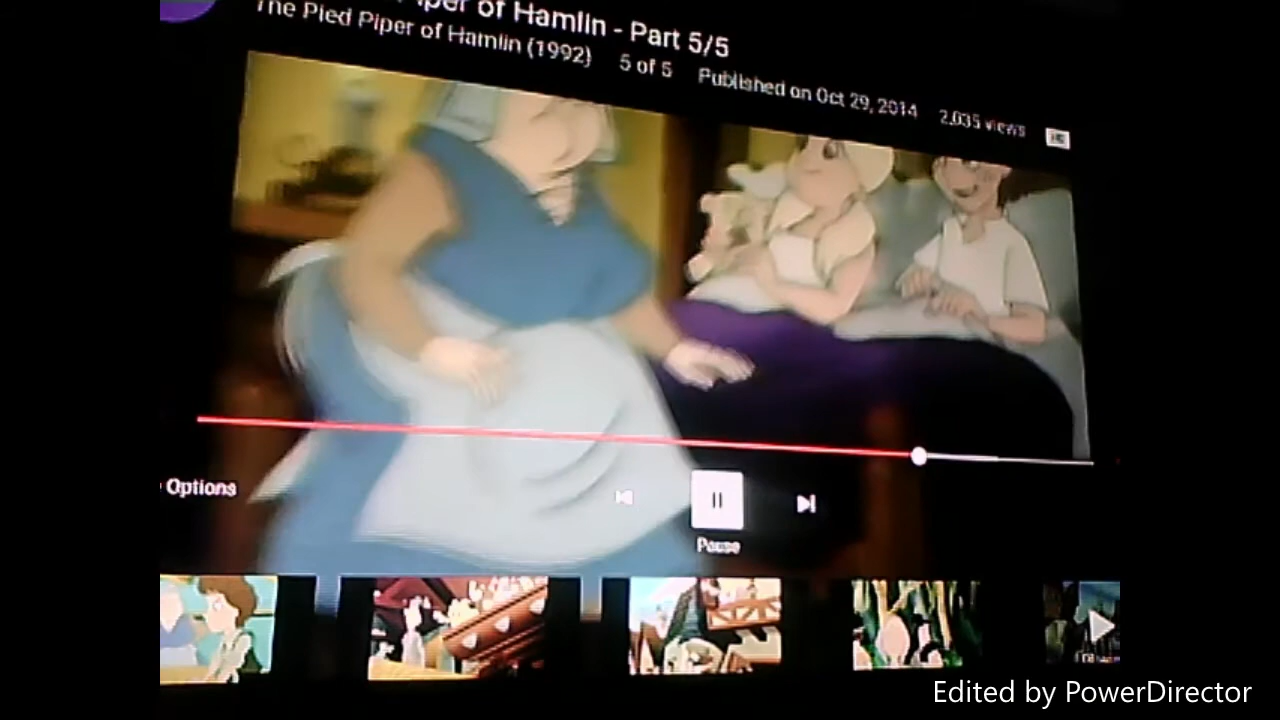 iper of Hamlin - Part 5/5
The Pied Piper of Hamlin (1992) 5 of 5 Published on Oct 29, 2014 2,035 views
Options
Pause
Edited by PowerDirector